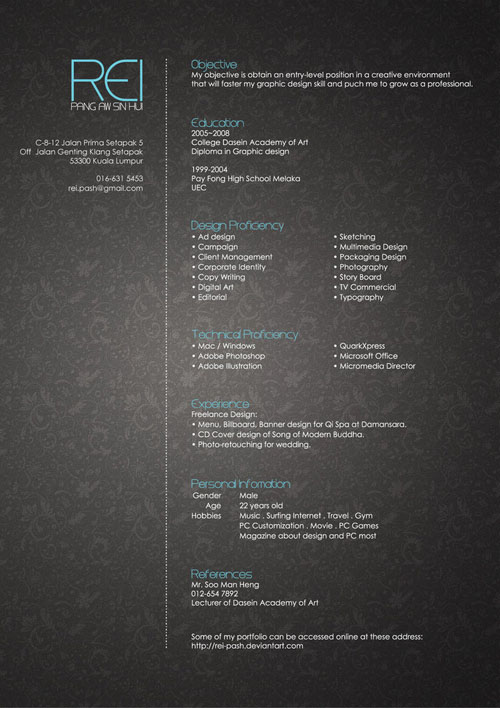 REI
PANG AW SIN HUI
C-8-12 Jalan Prima Setapak 5
Off Jalan Genting Klang Setapak
53300 Kuala Lumpur
016-631 5453
rei.pash@gmail.com
Objective
My objective is obtain an entry-level position in a creative environment
that will faster my graphic design skill and puch me to grow as a professional.
Education
2005~2008
College Dasein Academy of Art
Diploma in Graphic design
1999-2004
Pay Fong High School Melaka
UEC
Design Proficiency
• Ad design
• Campaign
• Client Management
• Corporate Identity
• Copy Writing
• Digital Art
• Editorial
• Sketching
• Multimedia Design
• Packaging Design
• Photography
• Story Board
• TV Commercial
• Typography
Technical Proficiency
• Mac / Windows
• Adobe Photoshop
• Adobe Illustration
• QuarkXpress
• Microsoft Office
• Micromedia Director
Experience
Freelance Design:
• Menu, Billboard, Banner design for Qi Spa at Damansara.
• CD Cover design of Song of Modern Buddha.
• Photo-retouching for wedding.
Personal Infomation
Gender Male
Age 22 years old
Hobbies Music . Surfing Internet . Travel . Gym
PC Customization . Movie . PC Games
Magazine about design and PC most
References
Mr. Soo Man Heng
012-654 7892
Lecturer of Dasein Academy of Art
Some of my portfolio can be accessed online at these address:
http://rei-pash.deviantart.com